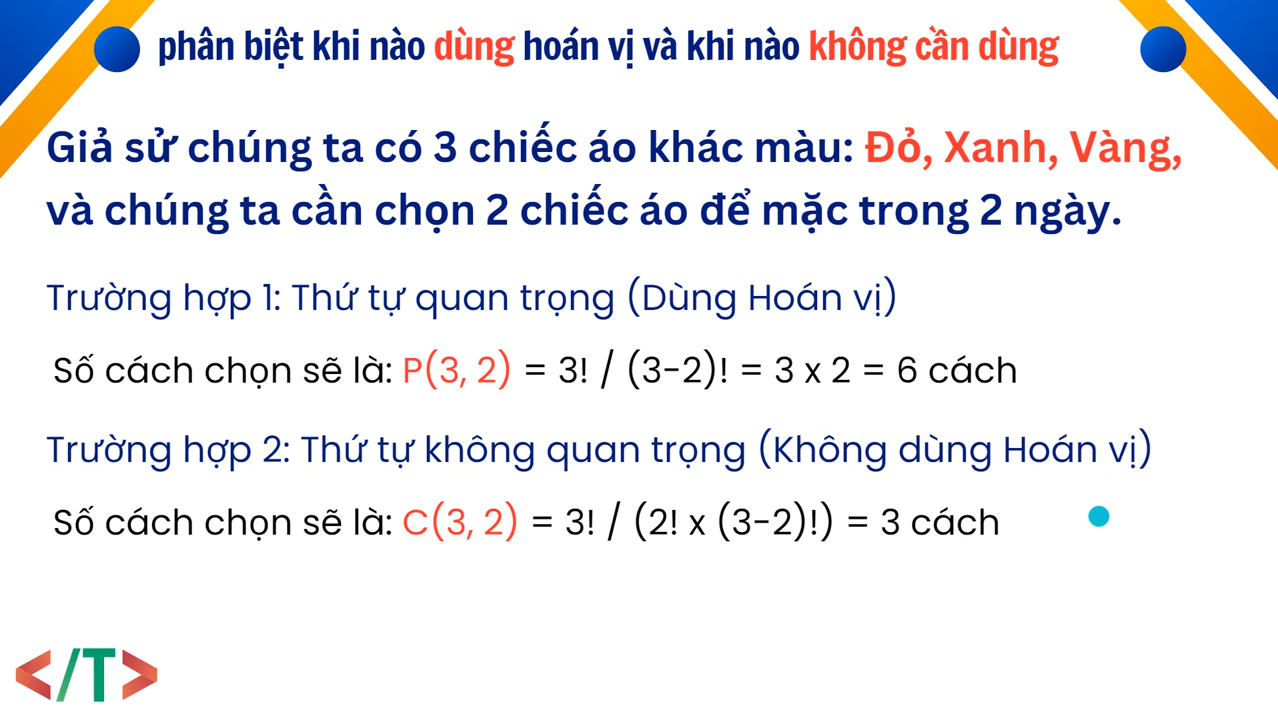 phân biệt khi nào dùng hoán vị và khi nào không cần dùng
Giả sử chúng ta có 3 chiếc áo khác màu: Đỏ, Xanh, Vàng,
và chúng ta cần chọn 2 chiếc áo để mặc trong 2 ngày.
Trường hợp 1: Thứ tự quan trọng (Dùng Hoán vị)
Số cách chọn sẽ là: P(3, 2) = 3! / (3-2)! = 3 x 2 = 6 cách
Trường hợp 2: Thứ tự không quan trọng (Không dùng Hoán vị)
Số cách chọn sẽ là: C(3, 2) = 3! / (2! x (3-2)!) = 3 cách
</T>